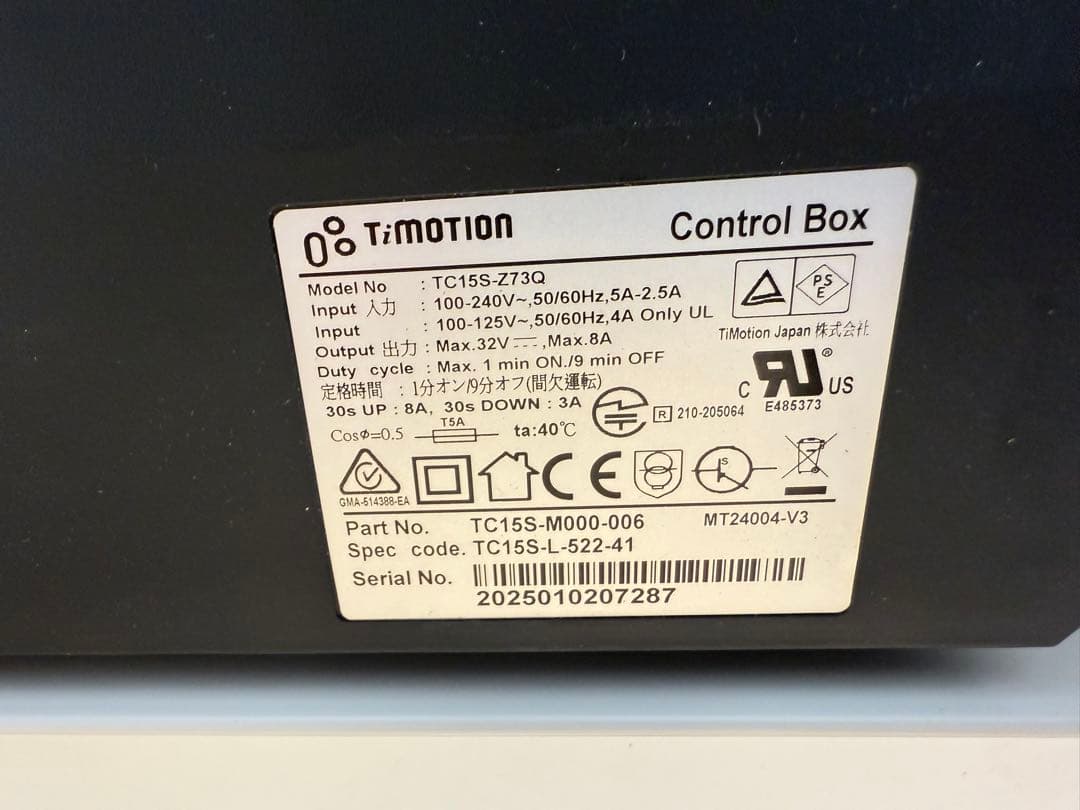 TiMOTION Control Box
Model No : TC15S-Z73Q
Input 入力 : 100-240V~,50/60Hz,5A-2.5A
Input : 100-125V~,50/60Hz,4A Only UL
Output 出力 : Max.32V⎓,Max.8A
Duty cycle : Max. 1 min ON./9 min OFF
定格時間 : 1分オン/9分オフ(間欠運転)
30s UP : 8A, 30s DOWN : 3A
CosΦ=0.5 T5A ta:40℃
R 210-205064
PS E
TiMotion Japan 株式会社
C RU ® US
E485373
GMA-514388-EA
CE
S
Part No. TC15S-M000-006 MT24004-V3
Spec code. TC15S-L-522-41
Serial No.
2025010207287